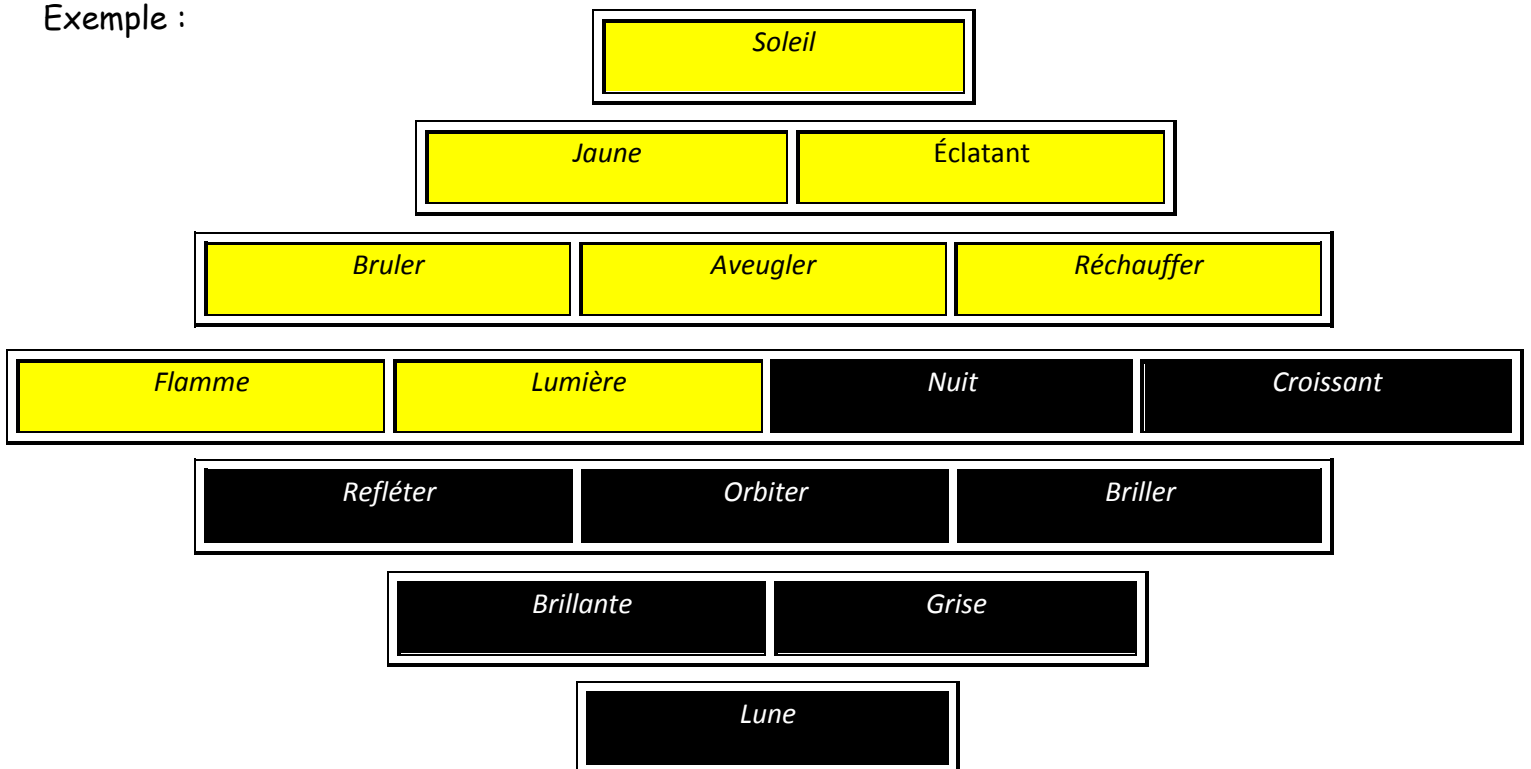 Exemple :
Soleil
Jaune Éclatant
Bruler Aveugler Réchauffer
Flamme Lumière Nuit Croissant
Refléter Orbiter Briller
Brillante Grise
Lune